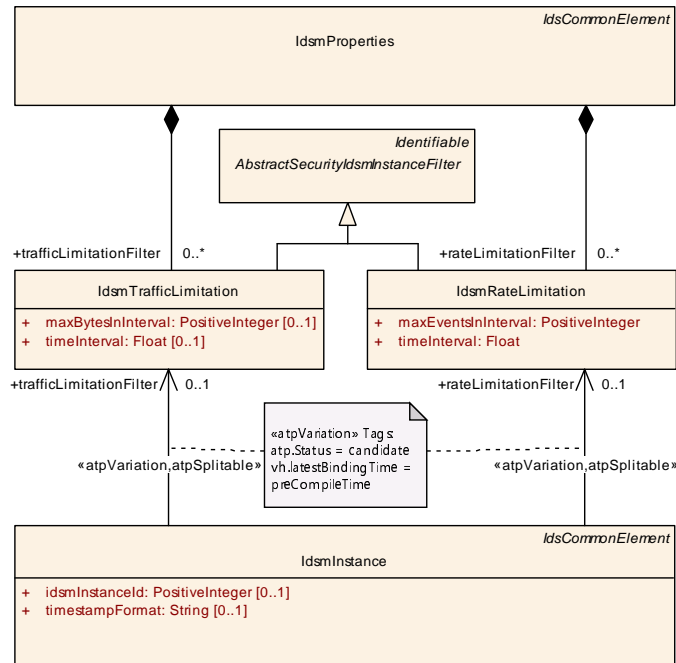 IdsCommonElement
IdsmProperties
Identifiable
AbstractSecurityIdsmInstanceFilter
+trafficLimitationFilter 0..*
+rateLimitationFilter 0..*
IdsmTrafficLimitation
+ maxBytesInInterval: PositiveInteger [0..1]
+ timeInterval: Float [0..1]
IdsmRateLimitation
+ maxEventsInInterval: PositiveInteger
+ timeInterval: Float
+trafficLimitationFilter 0..1
+rateLimitationFilter 0..1
«atpVariation» Tags:
atp.Status = candidate
vh.latestBindingTime =
preCompileTime
«atpVariation,atpSplitable»
«atpVariation,atpSplitable»
IdsCommonElement
IdsmInstance
+ idsmInstanceId: PositiveInteger [0..1]
+ timestampFormat: String [0..1]